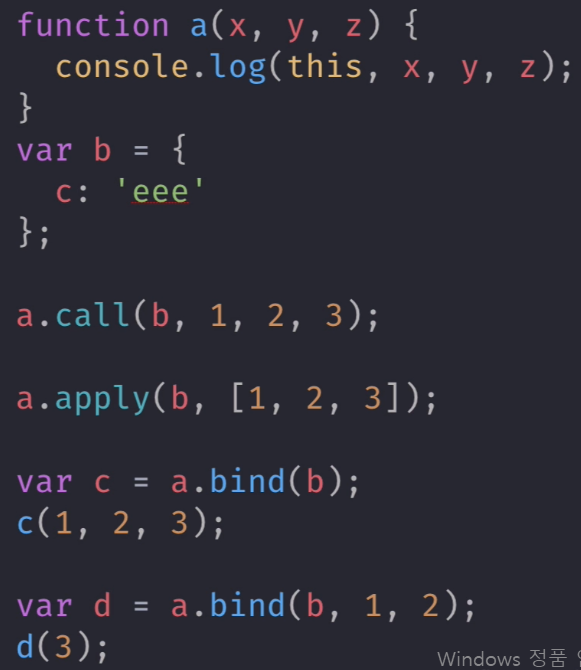 function a(x, y, z) {
  console.log(this, x, y, z);
}
var b = {
  c: 'eee'
};

a.call(b, 1, 2, 3);

a.apply(b, [1, 2, 3]);

var c = a.bind(b);
c(1, 2, 3);

var d = a.bind(b, 1, 2);
d(3);
Windows 정품